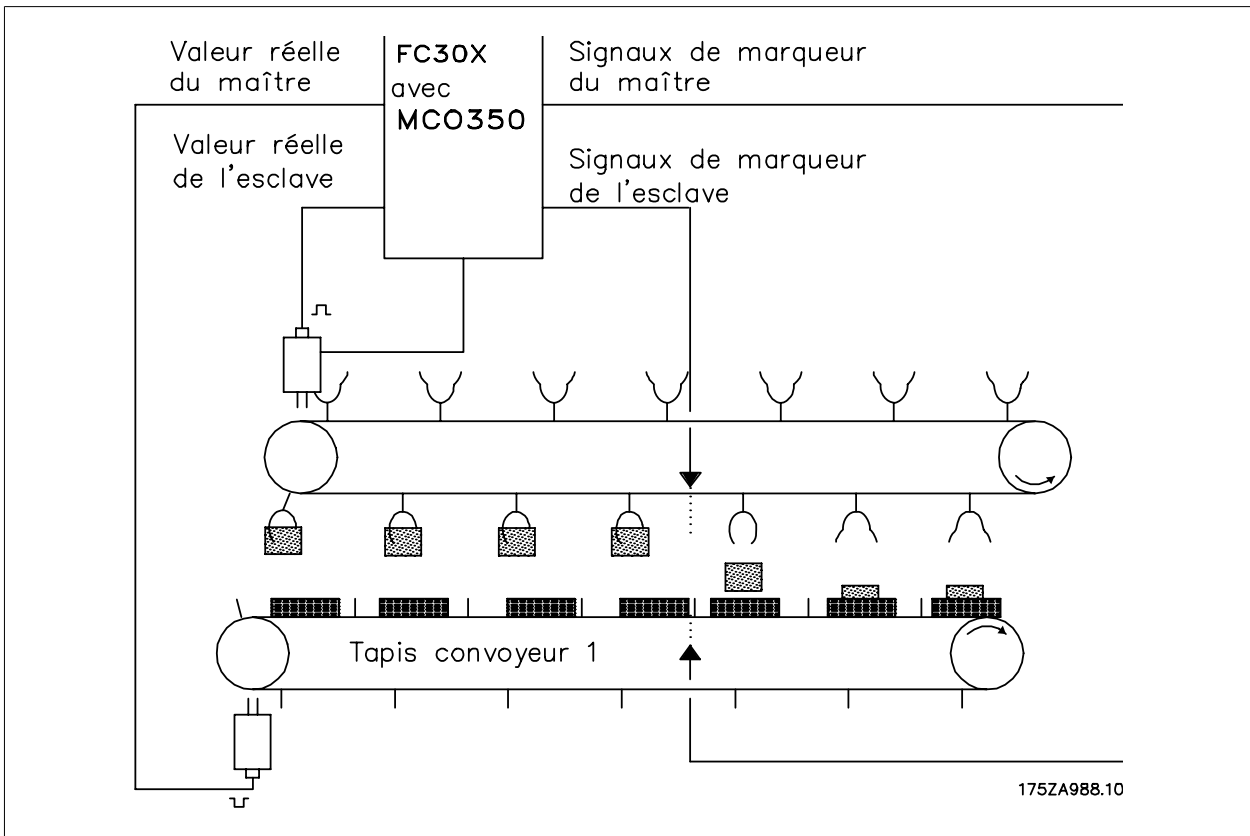 Valeur réelle
du maître
FC30X
avec
MCO350
Signaux de marqueur
du maître
Valeur réelle
de l'esclave
Signaux de marqueur
de l'esclave
Tapis convoyeur 1
175ZA988.10